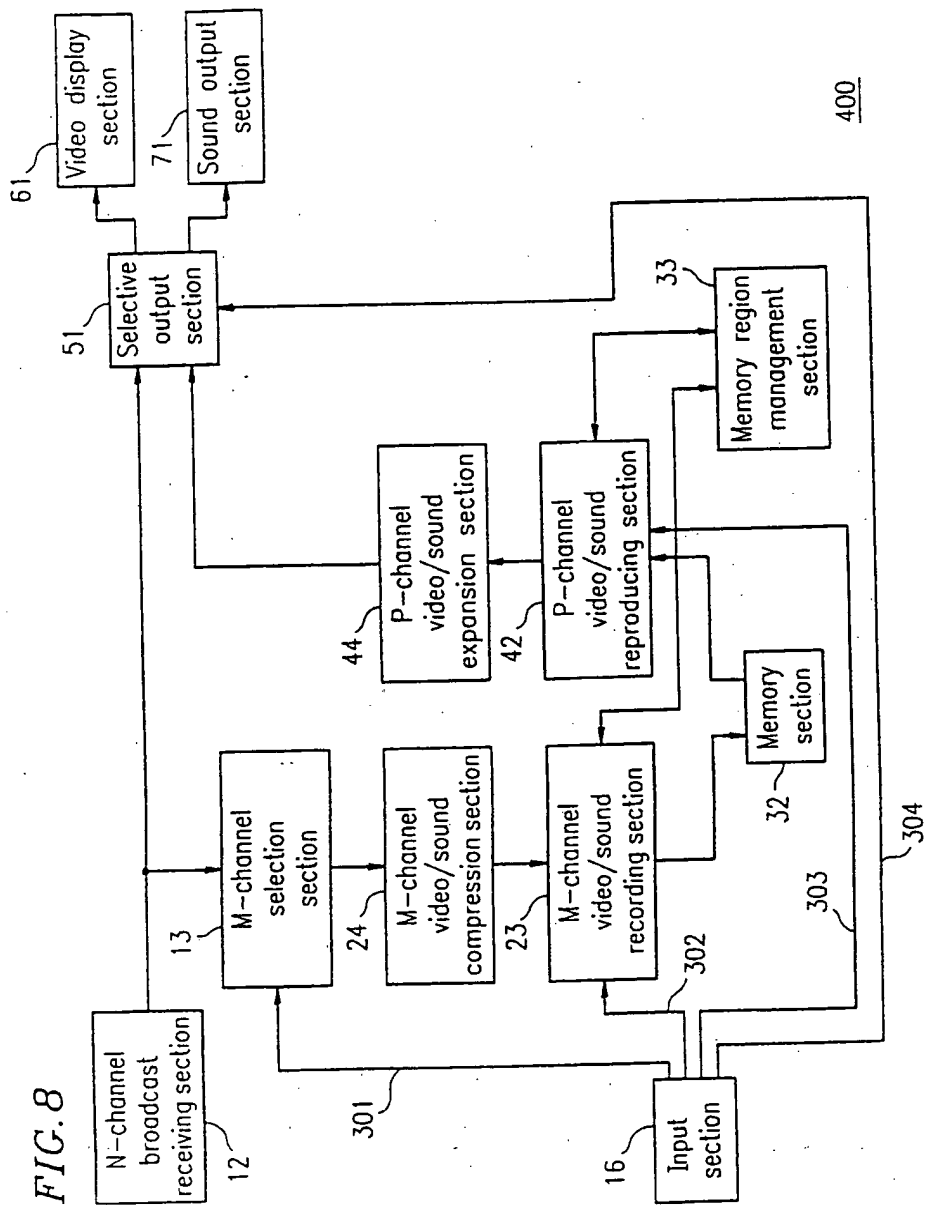 FIG.8
N-channel
broadcast
receiving section
12
13
M-channel
selection
section
24
M-channel
video/sound
compression section
23
M-channel
video/sound
recording section
301
302
16
Input
section
303
304
32
Memory
section
44
P-channel
video/sound
expansion section
42
P-channel
video/sound
reproducing section
33
Memory region
management
section
51
Selective
output
section
61
Video display
section
71
Sound output
section
400